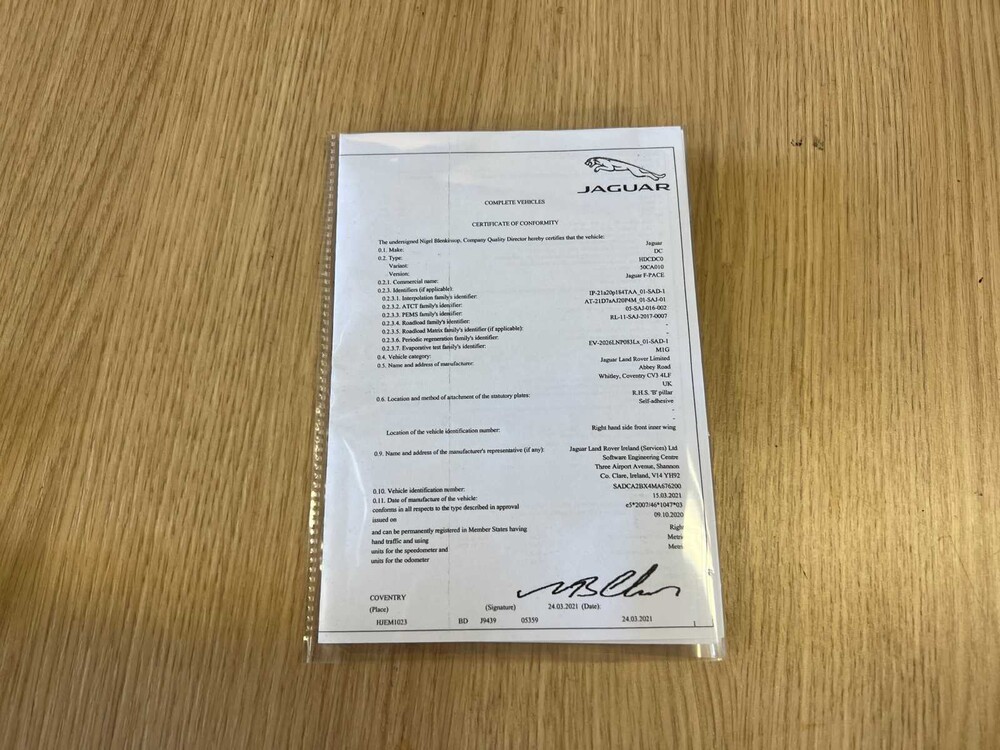 JAGUAR
COMPLETE VEHICLES
CERTIFICATE OF CONFORMITY
The undersigned Nigel Blenkinsop, Company Quality Director hereby certifies that the vehicle:
0.1. Make: Jaguar
0.2. Type: DC
Variant: HDCDC0
Version: 50CA010
0.2.1. Commercial name: Jaguar F-PACE
0.2.3. Identifiers (if applicable):
0.2.3.1. Interpolation family's identifier: IP-21a20p184TAA_01-SAD-1
0.2.3.2. ATCT family's identifier: AT-21D7aAJ20P4M_01-SAJ-01
0.2.3.3. PEMS family's identifier: 05-SAJ-016-002
0.2.3.4. Roadload family's identifier: RL-11-SAJ-2017-0007
0.2.3.5. Roadload Matrix family's identifier (if applicable): -
0.2.3.6. Periodic regeneration family's identifier: -
0.2.3.7. Evaporative test family's identifier: EV-2026LNP083Lx_01-SAD-1
0.4. Vehicle category: M1G
0.5. Name and address of manufacturer: Jaguar Land Rover Limited
Abbey Road
Whitley, Coventry CV3 4LF
UK
0.6. Location and method of attachment of the statutory plates: R.H.S. 'B' pillar
Self-adhesive
-
-
Location of the vehicle identification number: Right hand side front inner wing
0.9. Name and address of the manufacturer's representative (if any): Jaguar Land Rover Ireland (Services) Ltd
Software Engineering Centre
Three Airport Avenue, Shannon
Co. Clare, Ireland, V14 YH92
0.10. Vehicle identification number: SADCA2BX4MA676200
0.11. Date of manufacture of the vehicle: 15.03.2021
conforms in all respects to the type described in approval e5*2007/46*1047*03
issued on 09.10.2020
and can be permanently registered in Member States having Right
hand traffic and using Metric
units for the speedometer and Metric
units for the odometer
COVENTRY
(Place) (Signature) 24.03.2021 (Date):
HJEM1023 BD J9439 05359 24.03.2021 1